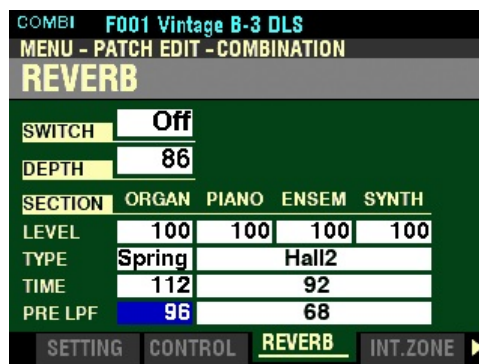 COMBI F001 Vintage B-3 DLS
MENU - PATCH EDIT - COMBINATION
REVERB
SWITCH Off
DEPTH 86
SECTION ORGAN PIANO ENSEM SYNTH
LEVEL 100 100 100 100
TYPE Spring Hall2
TIME 112 92
PRE LPF 96 68
SETTING CONTROL REVERB INT.ZONE